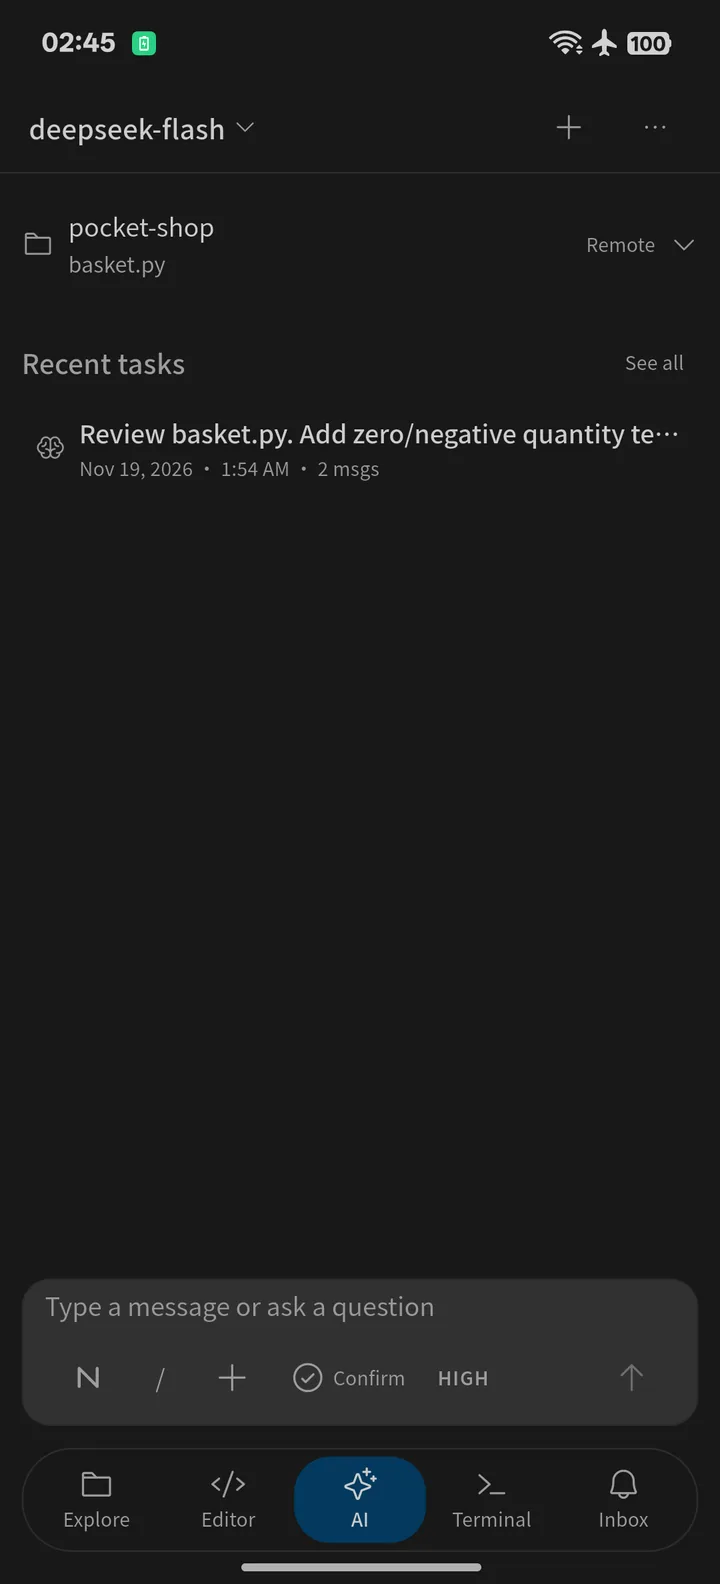 02:45
100
deepseek-flash
pocket-shop
basket.py
Remote
Recent tasks
See all
Review basket.py. Add zero/negative quantity te···
Nov 19, 2026 • 1:54 AM • 2 msgs
Type a message or ask a question
N / + Confirm HIGH
Explore </> Editor AI >_ Terminal Inbox